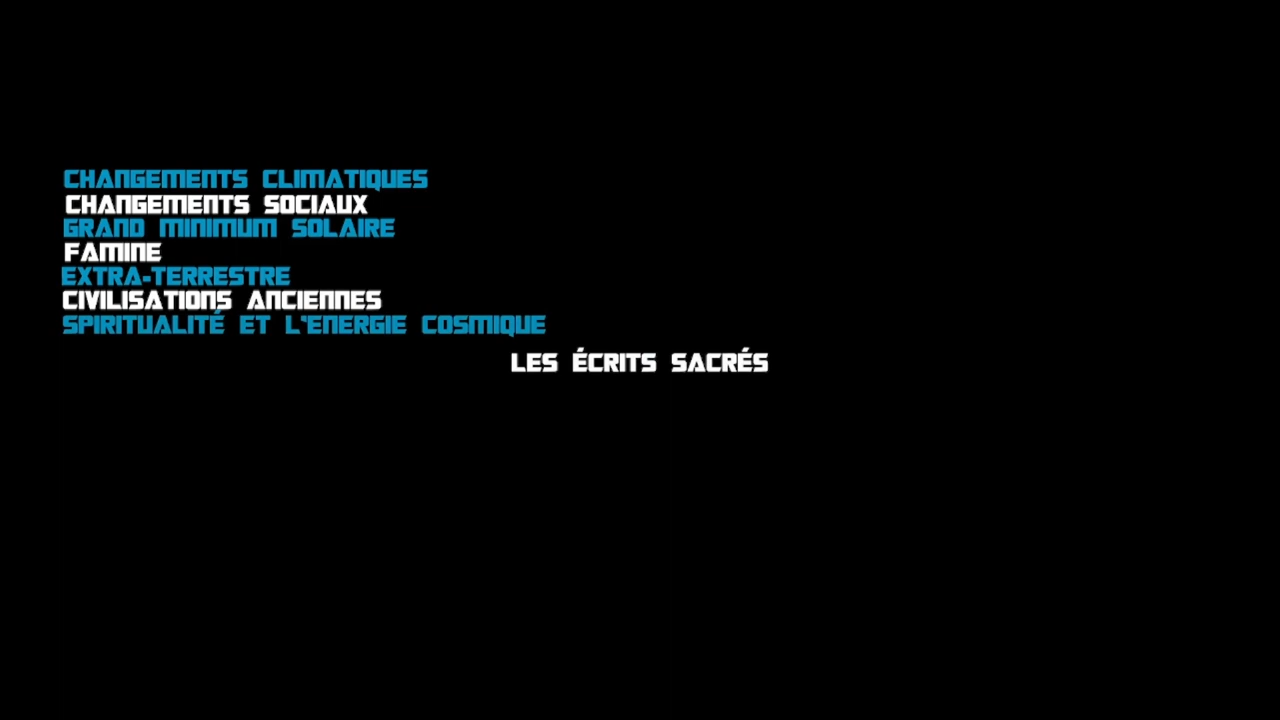 CHANGEMENTS CLIMATIQUES
CHANGEMENTS SOCIAUX
GRAND MINIMUM SOLAIRE
FAMINE
EXTRA-TERRESTRE
CIVILISATIONS ANCIENNES
SPIRITUALITÉ ET L'ENERGIE COSMIQUE
LES ÉCRITS SACRÉS